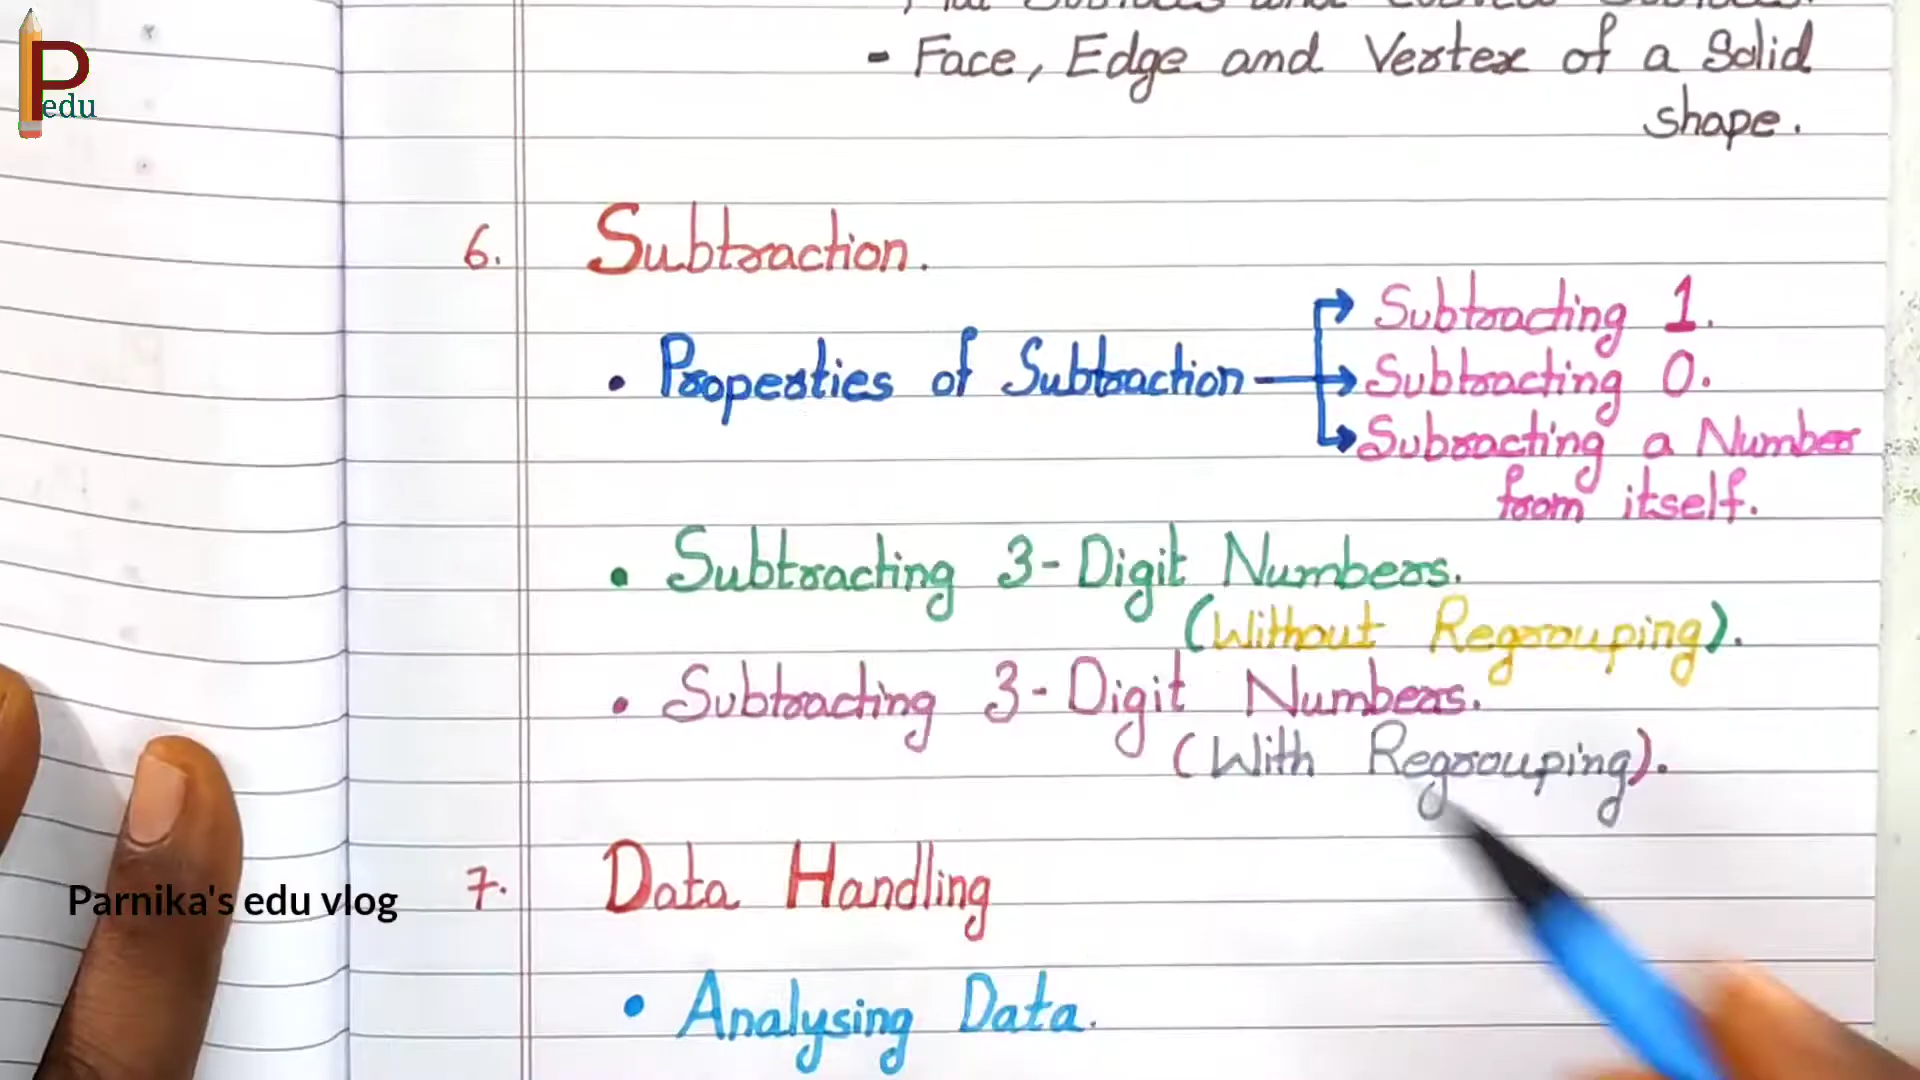 P
edu
- Face, Edge and Vertex of a Solid
shape.
6. Subtraction.
Subtracting 1.
• Properties of Subtraction Subtracting 0.
Subracting a Number
from itself.
• Subtracting 3-Digit Numbers.
(Without Regrouping).
• Subtracting 3-Digit Numbers.
(With Regrouping).
Parnika's edu vlog
7. Data Handling
• Analysing Data.